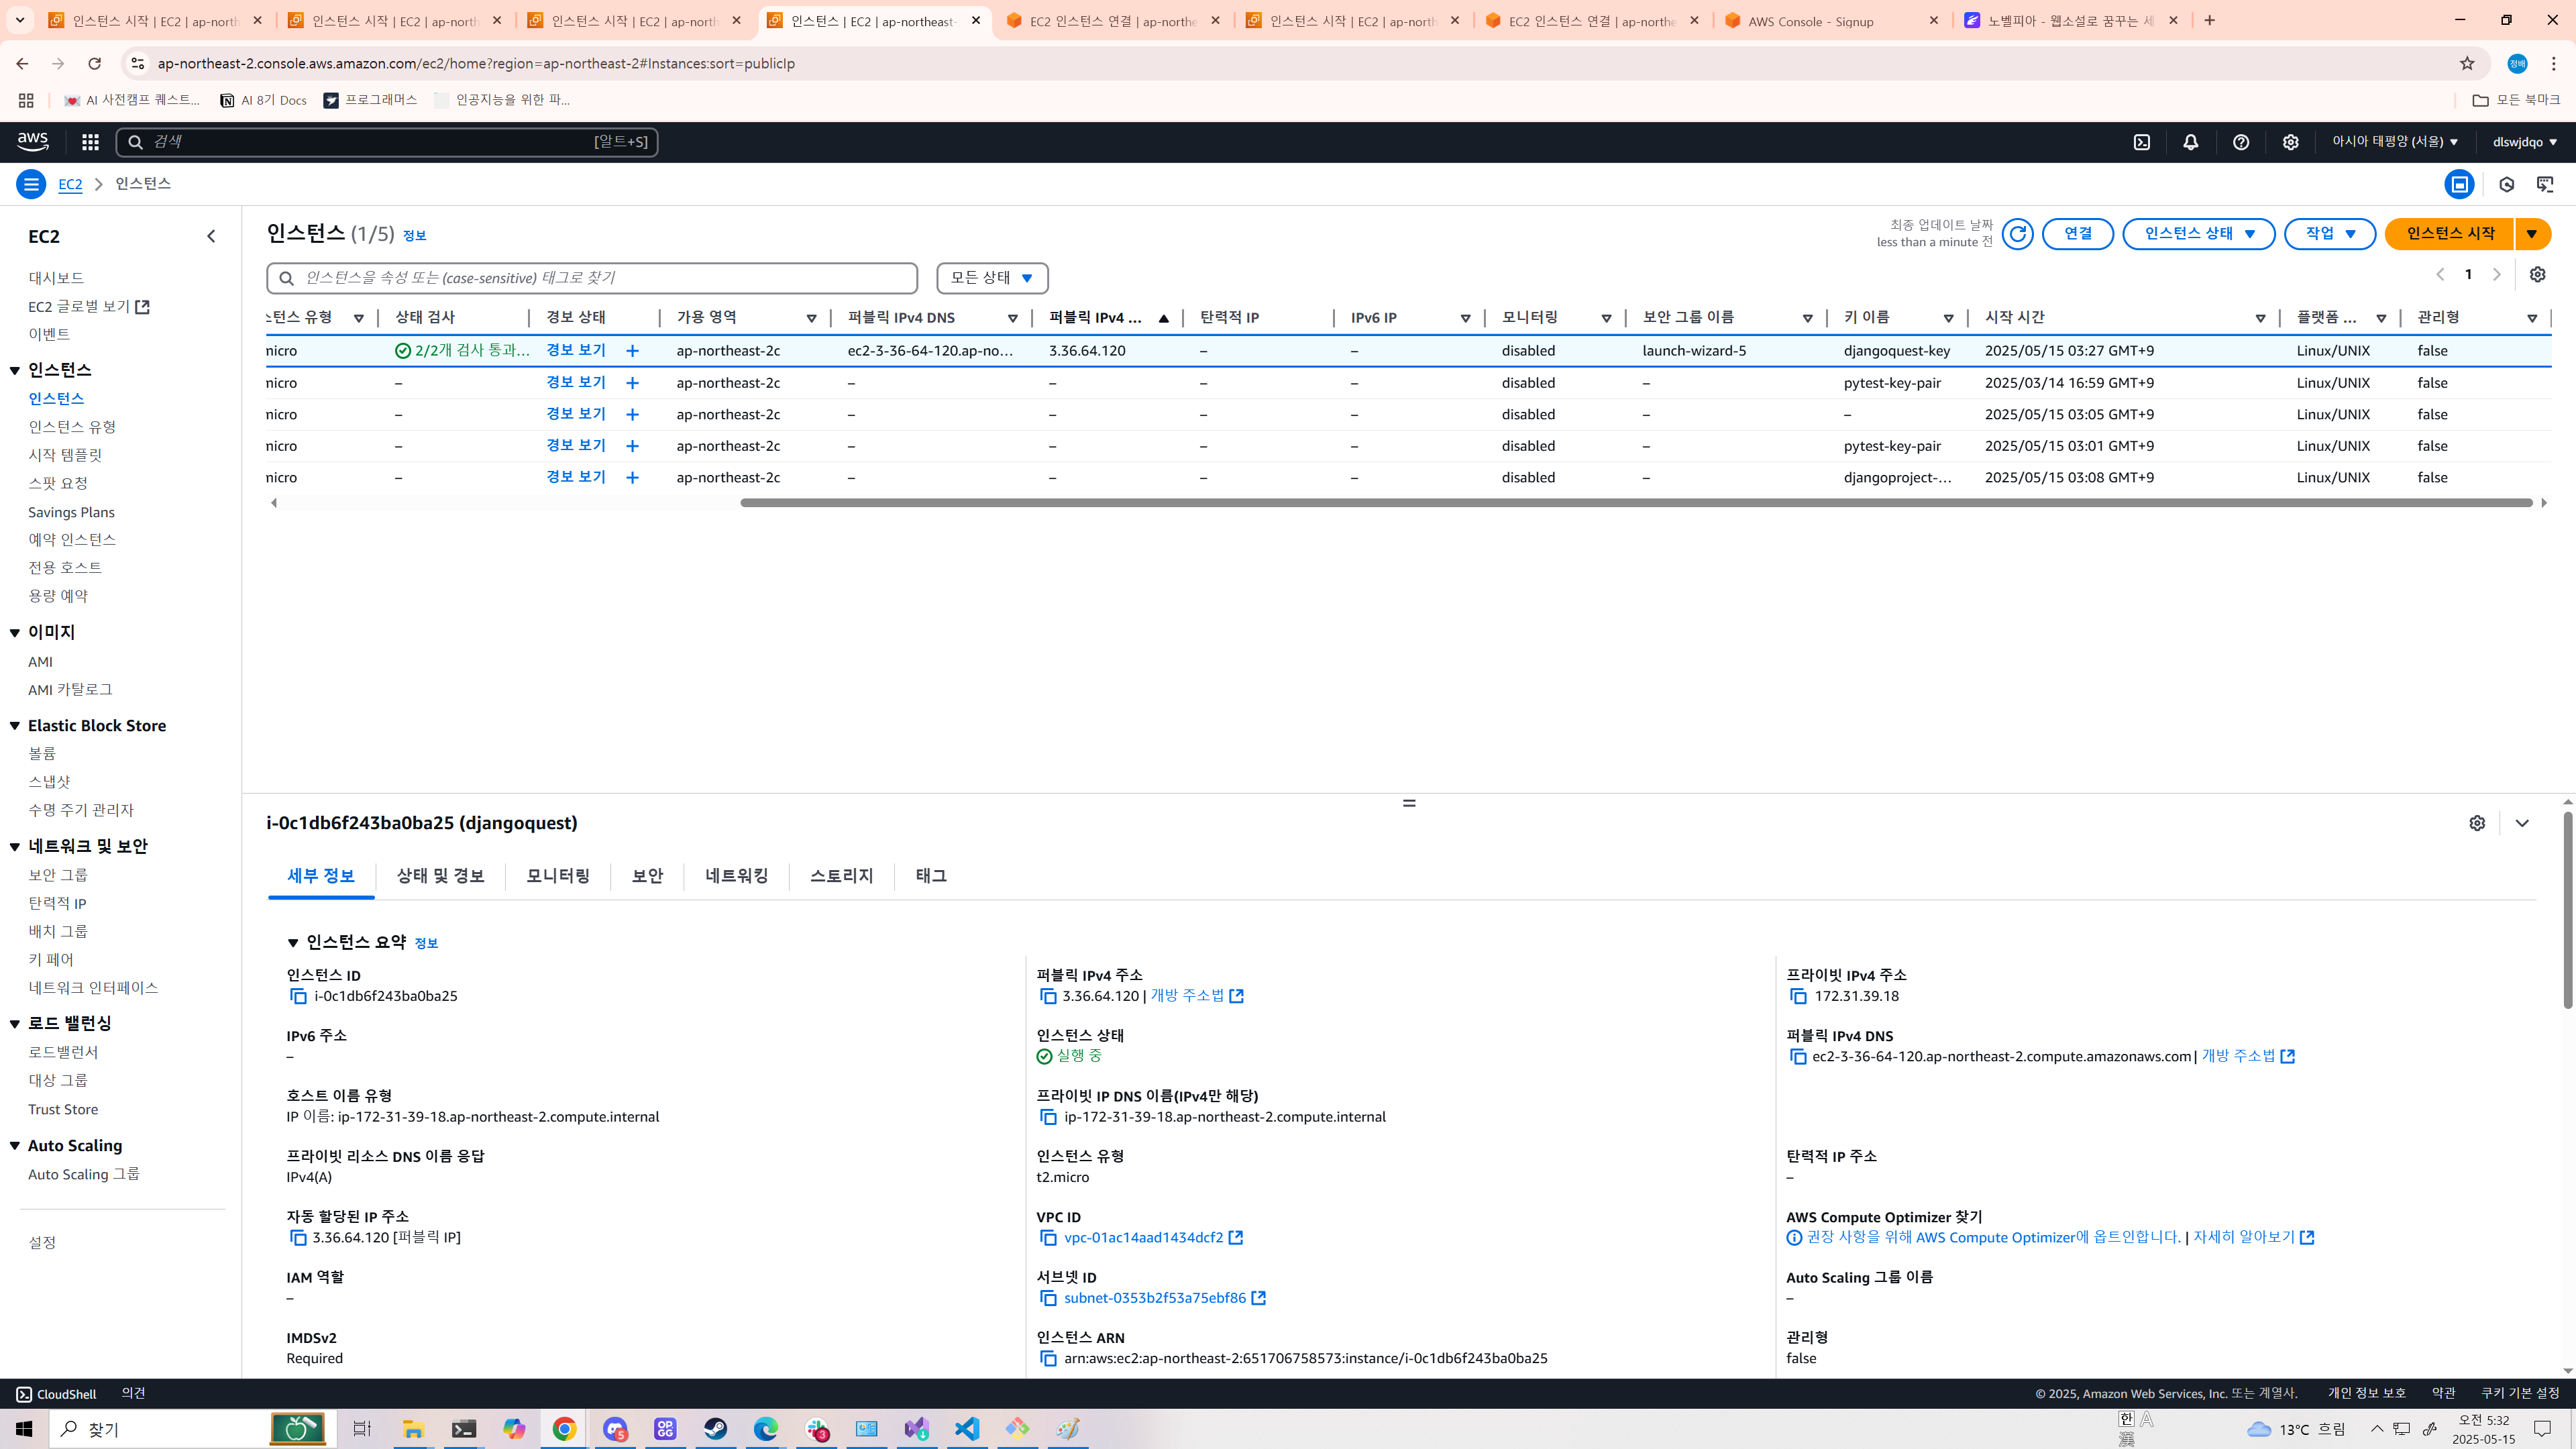 인스턴스 시작 | EC2 | ap-north
인스턴스 시작 | EC2 | ap-north
인스턴스 시작 | EC2 | ap-north
인스턴스 | EC2 | ap-northeast-
EC2 인스턴스 연결 | ap-northe
인스턴스 시작 | EC2 | ap-north
EC2 인스턴스 연결 | ap-northe
AWS Console - Signup
노벨피아 - 웹소설로 꿈꾸는 세
ap-northeast-2.console.aws.amazon.com/ec2/home?region=ap-northeast-2#Instances:sort=publicIp
정배
AI 사전캠프 퀘스트...
AI 8기 Docs
프로그래머스
인공지능을 위한 파...
모든 북마크
aws
검색
[알트+S]
아시아 태평양 (서울)
dlswjdqo
EC2
인스턴스
EC2
대시보드
EC2 글로벌 보기
이벤트
인스턴스
인스턴스
인스턴스 유형
시작 템플릿
스팟 요청
Savings Plans
예약 인스턴스
전용 호스트
용량 예약
이미지
AMI
AMI 카탈로그
Elastic Block Store
볼륨
스냅샷
수명 주기 관리자
네트워크 및 보안
보안 그룹
탄력적 IP
배치 그룹
키 페어
네트워크 인터페이스
로드 밸런싱
로드밸런서
대상 그룹
Trust Store
Auto Scaling
Auto Scaling 그룹
설정
인스턴스 (1/5) 정보
최종 업데이트 날짜
less than a minute 전
연결
인스턴스 상태
작업
인스턴스 시작
인스턴스을 속성 또는 (case-sensitive) 태그로 찾기
모든 상태
1
스턴스 유형 상태 검사 경보 상태 가용 영역 퍼블릭 IPv4 DNS 퍼블릭 IPv4 ... 탄력적 IP IPv6 IP 모니터링 보안 그룹 이름 키 이름 시작 시간 플랫폼 ... 관리형
micro 2/2개 검사 통과... 경보 보기 + ap-northeast-2c ec2-3-36-64-120.ap-no... 3.36.64.120 – – disabled launch-wizard-5 djangoquest-key 2025/05/15 03:27 GMT+9 Linux/UNIX false
micro – 경보 보기 + ap-northeast-2c – – – – disabled – pytest-key-pair 2025/03/14 16:59 GMT+9 Linux/UNIX false
micro – 경보 보기 + ap-northeast-2c – – – – disabled – – 2025/05/15 03:05 GMT+9 Linux/UNIX false
micro – 경보 보기 + ap-northeast-2c – – – – disabled – pytest-key-pair 2025/05/15 03:01 GMT+9 Linux/UNIX false
micro – 경보 보기 + ap-northeast-2c – – – – disabled – djangoproject-... 2025/05/15 03:08 GMT+9 Linux/UNIX false
i-0c1db6f243ba0ba25 (djangoquest)
세부 정보
상태 및 경보
모니터링
보안
네트워킹
스토리지
태그
인스턴스 요약 정보
인스턴스 ID
i-0c1db6f243ba0ba25
퍼블릭 IPv4 주소
3.36.64.120 | 개방 주소법
프라이빗 IPv4 주소
172.31.39.18
IPv6 주소
–
인스턴스 상태
실행 중
퍼블릭 IPv4 DNS
ec2-3-36-64-120.ap-northeast-2.compute.amazonaws.com | 개방 주소법
호스트 이름 유형
IP 이름: ip-172-31-39-18.ap-northeast-2.compute.internal
프라이빗 IP DNS 이름(IPv4만 해당)
ip-172-31-39-18.ap-northeast-2.compute.internal
프라이빗 리소스 DNS 이름 응답
IPv4(A)
인스턴스 유형
t2.micro
탄력적 IP 주소
–
자동 할당된 IP 주소
3.36.64.120 [퍼블릭 IP]
VPC ID
vpc-01ac14aad1434dcf2
AWS Compute Optimizer 찾기
권장 사항을 위해 AWS Compute Optimizer에 옵트인합니다. | 자세히 알아보기
IAM 역할
–
서브넷 ID
subnet-0353b2f53a75ebf86
Auto Scaling 그룹 이름
–
IMDSv2
Required
인스턴스 ARN
arn:aws:ec2:ap-northeast-2:651706758573:instance/i-0c1db6f243ba0ba25
관리형
false
CloudShell
의견
© 2025, Amazon Web Services, Inc. 또는 계열사.
개인 정보 보호
약관
쿠키 기본 설정
찾기
OP.GG
5
3
한 A
漢
13°C 흐림
오전 5:32
2025-05-15